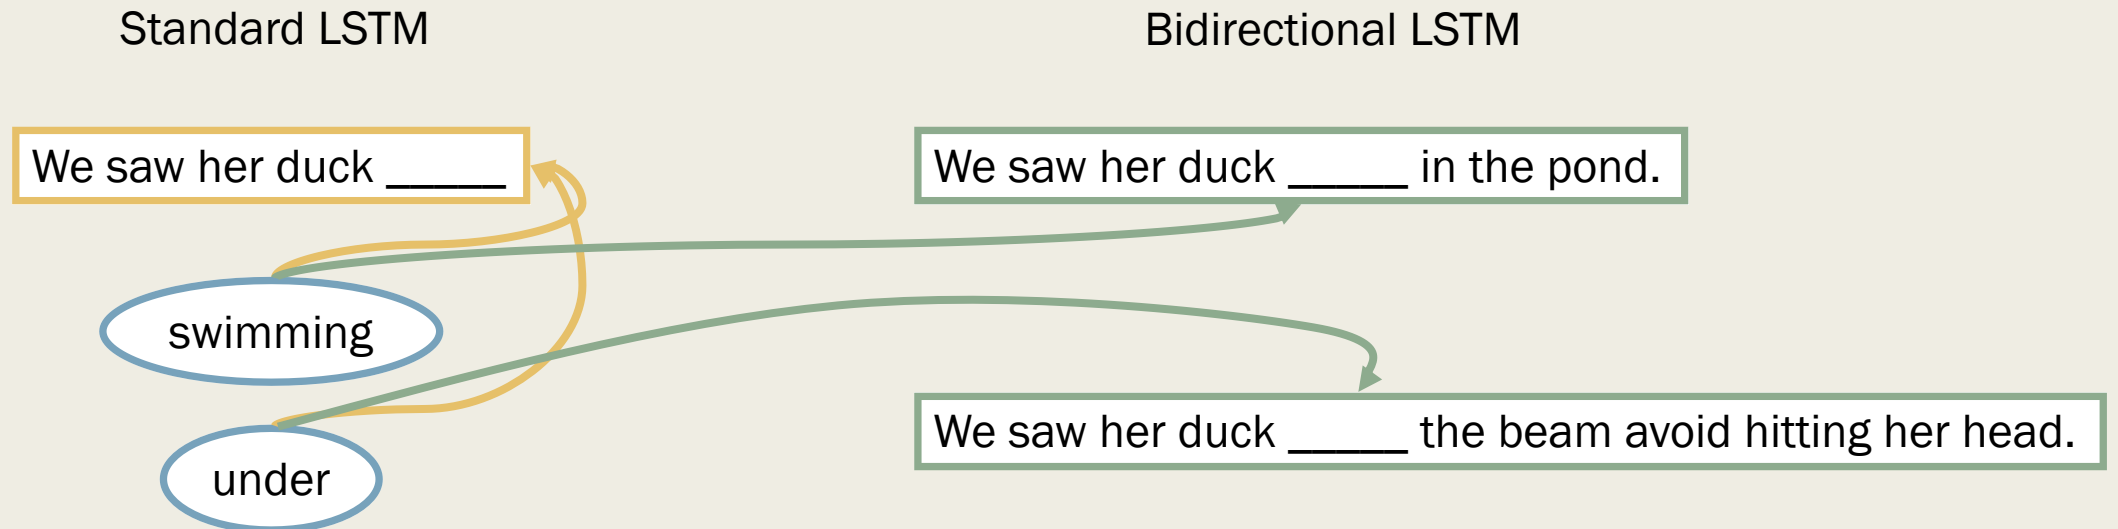 Standard LSTM
Bidirectional LSTM
We saw her duck _____
We saw her duck _____ in the pond.
swimming
We saw her duck _____ the beam avoid hitting her head.
under